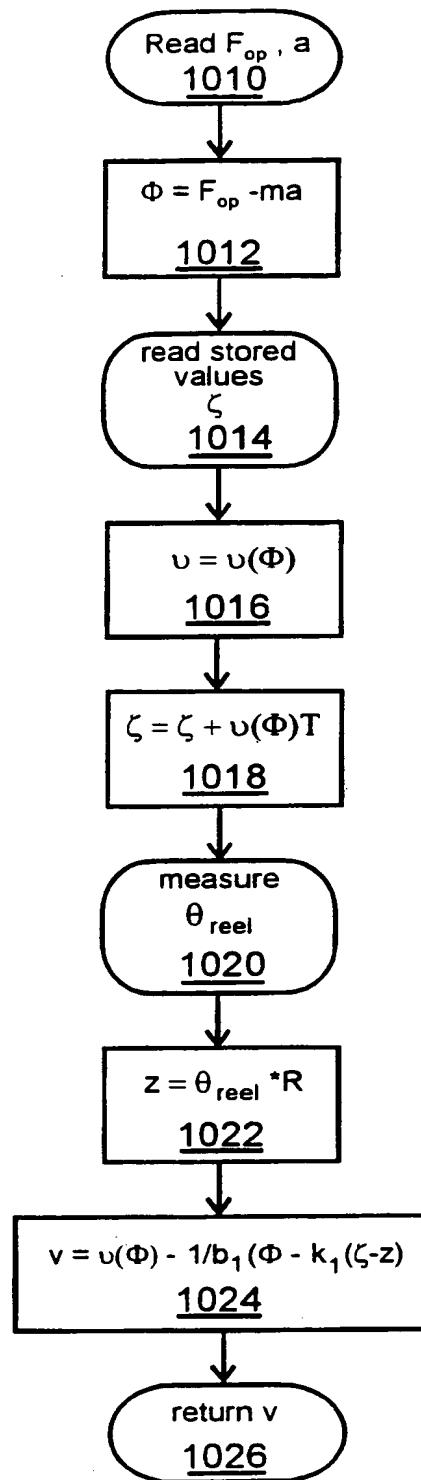 Read F_op , a
1010
Φ = F_op -ma
1012
read stored
values
ζ
1014
υ = υ(Φ)
1016
ζ = ζ + υ(Φ)T
1018
measure
θ_reel
1020
z = θ_reel *R
1022
v = υ(Φ) - 1/b_1 (Φ - k_1 (ζ-z)
1024
return v
1026